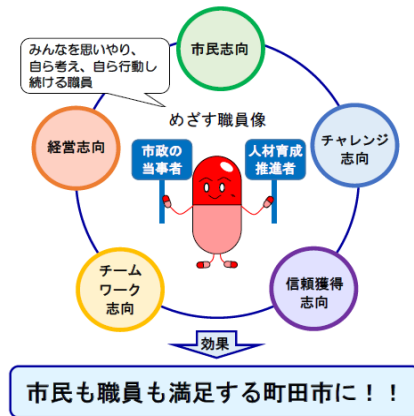 みんなを思いやり、
自ら考え、自ら行動し
続ける職員
市民志向
めざす職員像
経営志向
市政の
当事者
人材育成
推進者
チャレンジ
志向
チーム
ワーク
志向
信頼獲得
志向
効果
市民も職員も満足する町田市に！！